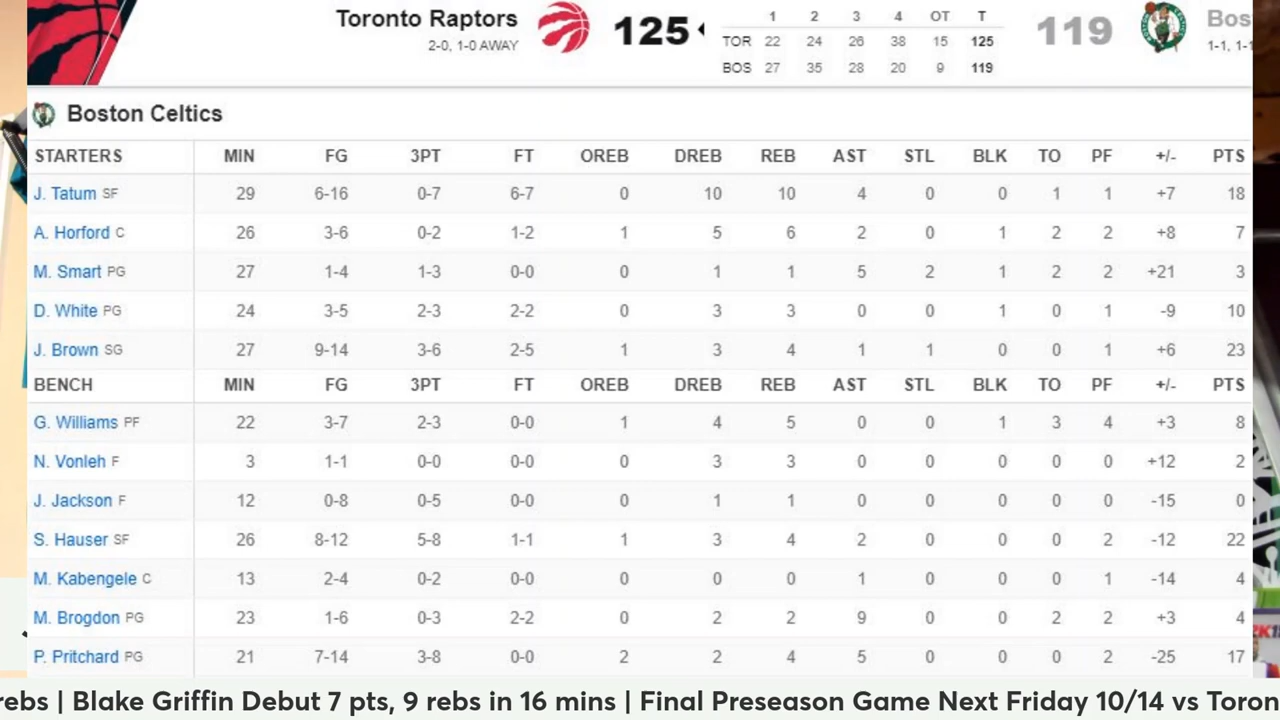 Toronto Raptors
2-0, 1-0 AWAY
125
1 2 3 4 OT T
TOR 22 24 26 38 15 125
BOS 27 35 28 20 9 119
119
Bos
1-1, 1-1
Boston Celtics
STARTERS MIN FG 3PT FT OREB DREB REB AST STL BLK TO PF +/- PTS
J. Tatum SF 29 6-16 0-7 6-7 0 10 10 4 0 0 1 1 +7 18
A. Horford C 26 3-6 0-2 1-2 1 5 6 2 0 1 2 2 +8 7
M. Smart PG 27 1-4 1-3 0-0 0 1 1 5 2 1 2 2 +21 3
D. White PG 24 3-5 2-3 2-2 0 3 3 0 0 1 0 1 -9 10
J. Brown SG 27 9-14 3-6 2-5 1 3 4 1 1 0 0 1 +6 23
BENCH MIN FG 3PT FT OREB DREB REB AST STL BLK TO PF +/- PTS
G. Williams PF 22 3-7 2-3 0-0 1 4 5 0 0 1 3 4 +3 8
N. Vonleh F 3 1-1 0-0 0-0 0 3 3 0 0 0 0 0 +12 2
J. Jackson F 12 0-8 0-5 0-0 0 1 1 0 0 0 0 0 -15 0
S. Hauser SF 26 8-12 5-8 1-1 1 3 4 2 0 0 0 2 -12 22
M. Kabengele C 13 2-4 0-2 0-0 0 0 0 1 0 0 0 1 -14 4
M. Brogdon PG 23 1-6 0-3 2-2 0 2 2 9 0 0 2 2 +3 4
P. Pritchard PG 21 7-14 3-8 0-0 2 2 4 5 0 0 0 2 -25 17
rebs | Blake Griffin Debut 7 pts, 9 rebs in 16 mins | Final Preseason Game Next Friday 10/14 vs Toron